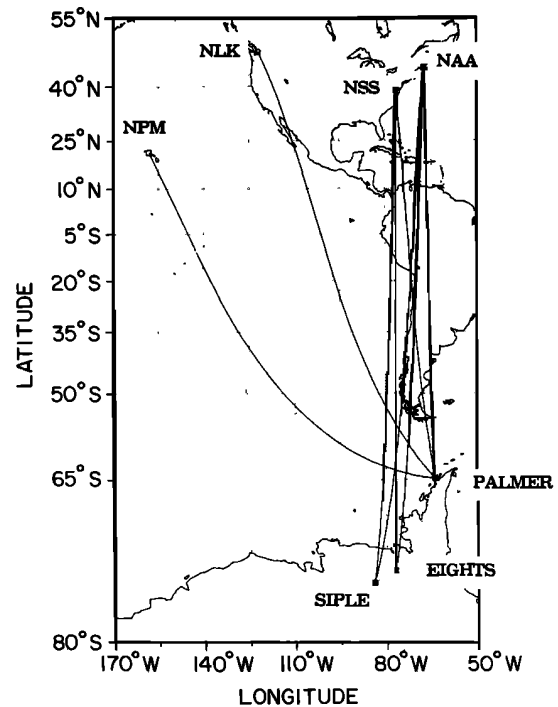 55°N
NLK
NAA
40°N
NSS
NPM
25°N
10°N
5°S
20°S
LATITUDE
35°S
50°S
65°S
PALMER
EIGHTS
SIPLE
80°S
170°W 140°W 110°W 80°W 50°W
LONGITUDE